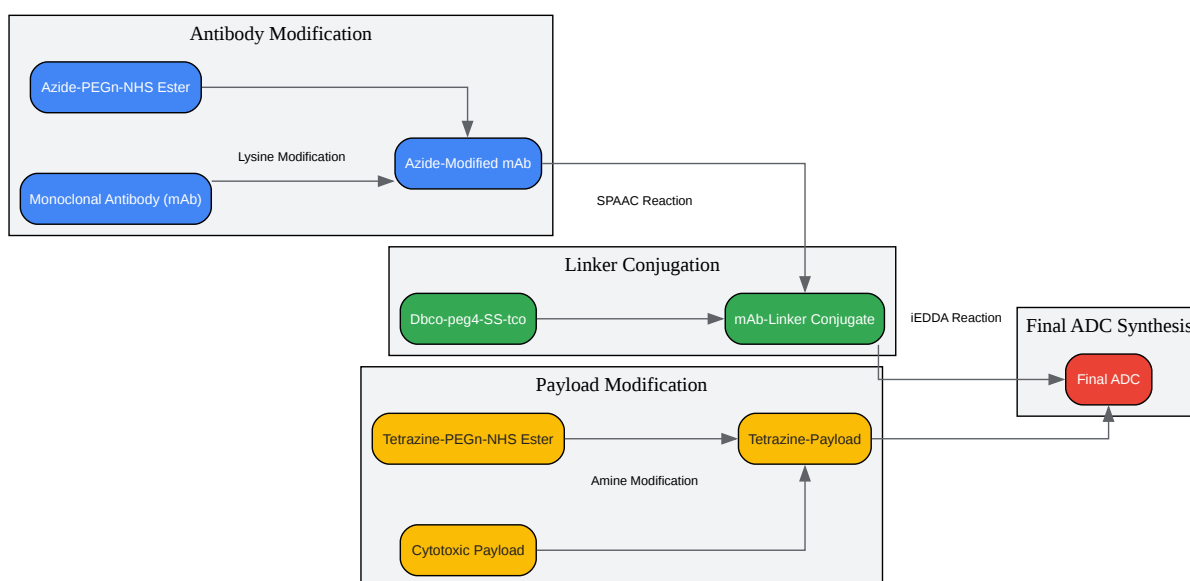 Antibody Modification
Azide-PEGn-NHS Ester
Lysine Modification
Azide-Modified mAb
Monoclonal Antibody (mAb)
SPAAC Reaction
Linker Conjugation
Dbco-peg4-SS-tco
mAb-Linker Conjugate
iEDDA Reaction
Final ADC Synthesis
Final ADC
Payload Modification
Tetrazine-PEGn-NHS Ester
Tetrazine-Payload
Amine Modification
Cytotoxic Payload